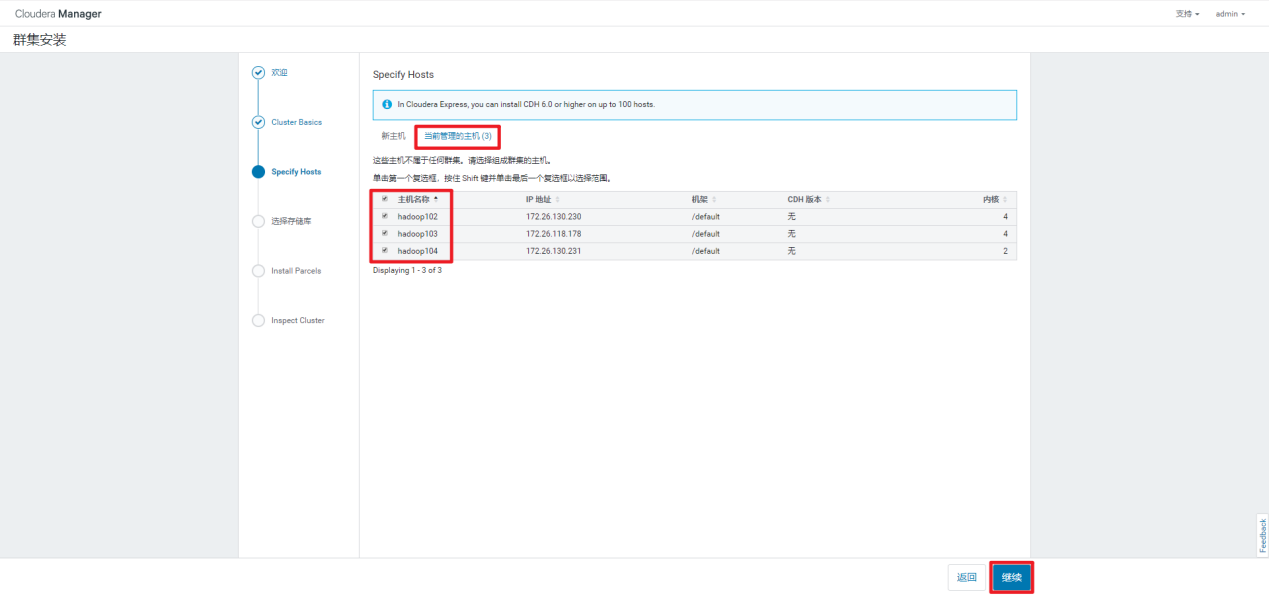 Cloudera Manager 支持 admin
群集安装
欢迎
Cluster Basics
Specify Hosts
选择存储库
Install Parcels
Inspect Cluster
Specify Hosts
In Cloudera Express, you can install CDH 6.0 or higher on up to 100 hosts.
新主机 当前管理的主机 (3)
这些主机不属于任何群集。请选择组成群集的主机。
单击第一个复选框，按住 Shift 键并单击最后一个复选框以选择范围。
主机名称 IP 地址 机架 CDH 版本 内核
hadoop102 172.26.130.230 /default 无 4
hadoop103 172.26.118.178 /default 无 4
hadoop104 172.26.130.231 /default 无 2
Displaying 1 - 3 of 3
Feedback
返回 继续